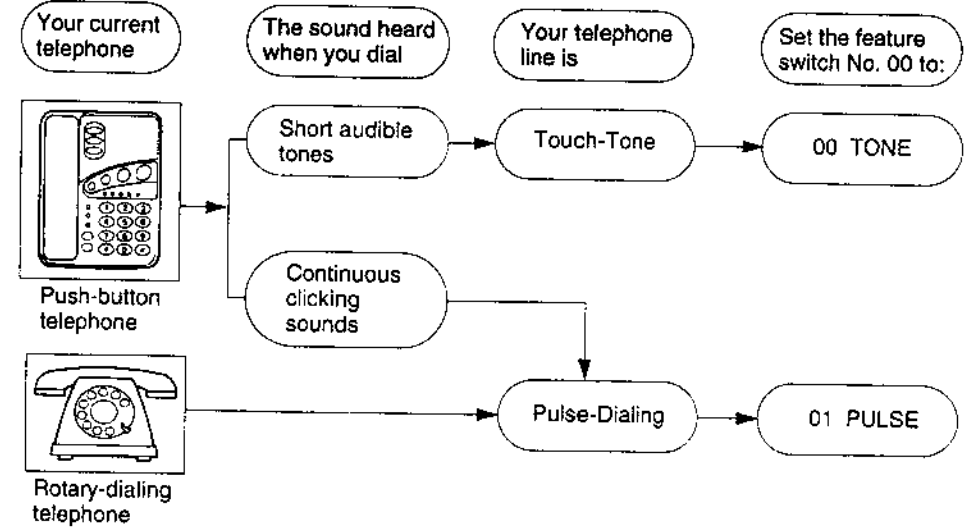 Your current
telephone
The sound heard
when you dial
Your telephone
line is
Set the feature
switch No. 00 to:
Push-button
telephone
Short audible
tones
Touch-Tone
00 TONE
Continuous
clicking
sounds
Rotary-dialing
telephone
Pulse-Dialing
01 PULSE